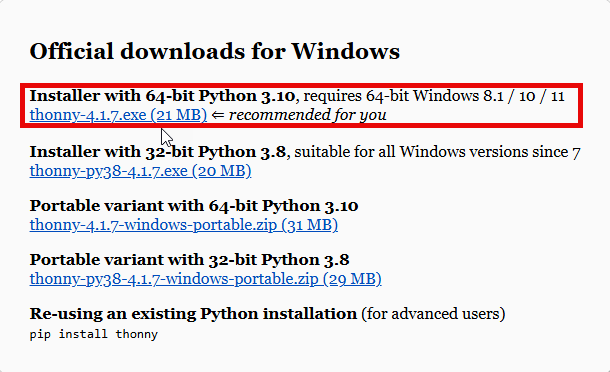 Official downloads for Windows
Installer with 64-bit Python 3.10, requires 64-bit Windows 8.1 / 10 / 11
thonny-4.1.7.exe (21 MB) ⇐ recommended for you
Installer with 32-bit Python 3.8, suitable for all Windows versions since 7
thonny-py38-4.1.7.exe (20 MB)
Portable variant with 64-bit Python 3.10
thonny-4.1.7-windows-portable.zip (31 MB)
Portable variant with 32-bit Python 3.8
thonny-py38-4.1.7-windows-portable.zip (29 MB)
Re-using an existing Python installation (for advanced users)
pip install thonny